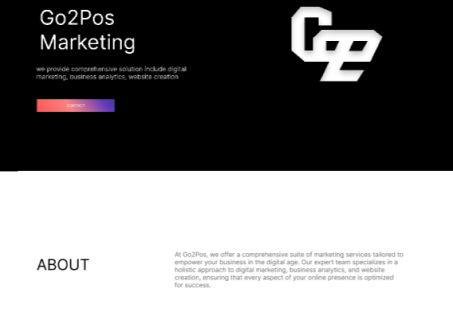 Go2Pos
Marketing
we provide comprehensive solution include digital
marketing, business analytics, website creation
CONTACT
ABOUT
At Go2Pos, we offer a comprehensive suite of marketing services tailored to
empower your business in the digital age. Our expert team specializes in a
holistic approach to digital marketing, business analytics, and website
creation, ensuring that every aspect of your online presence is optimized
for success.